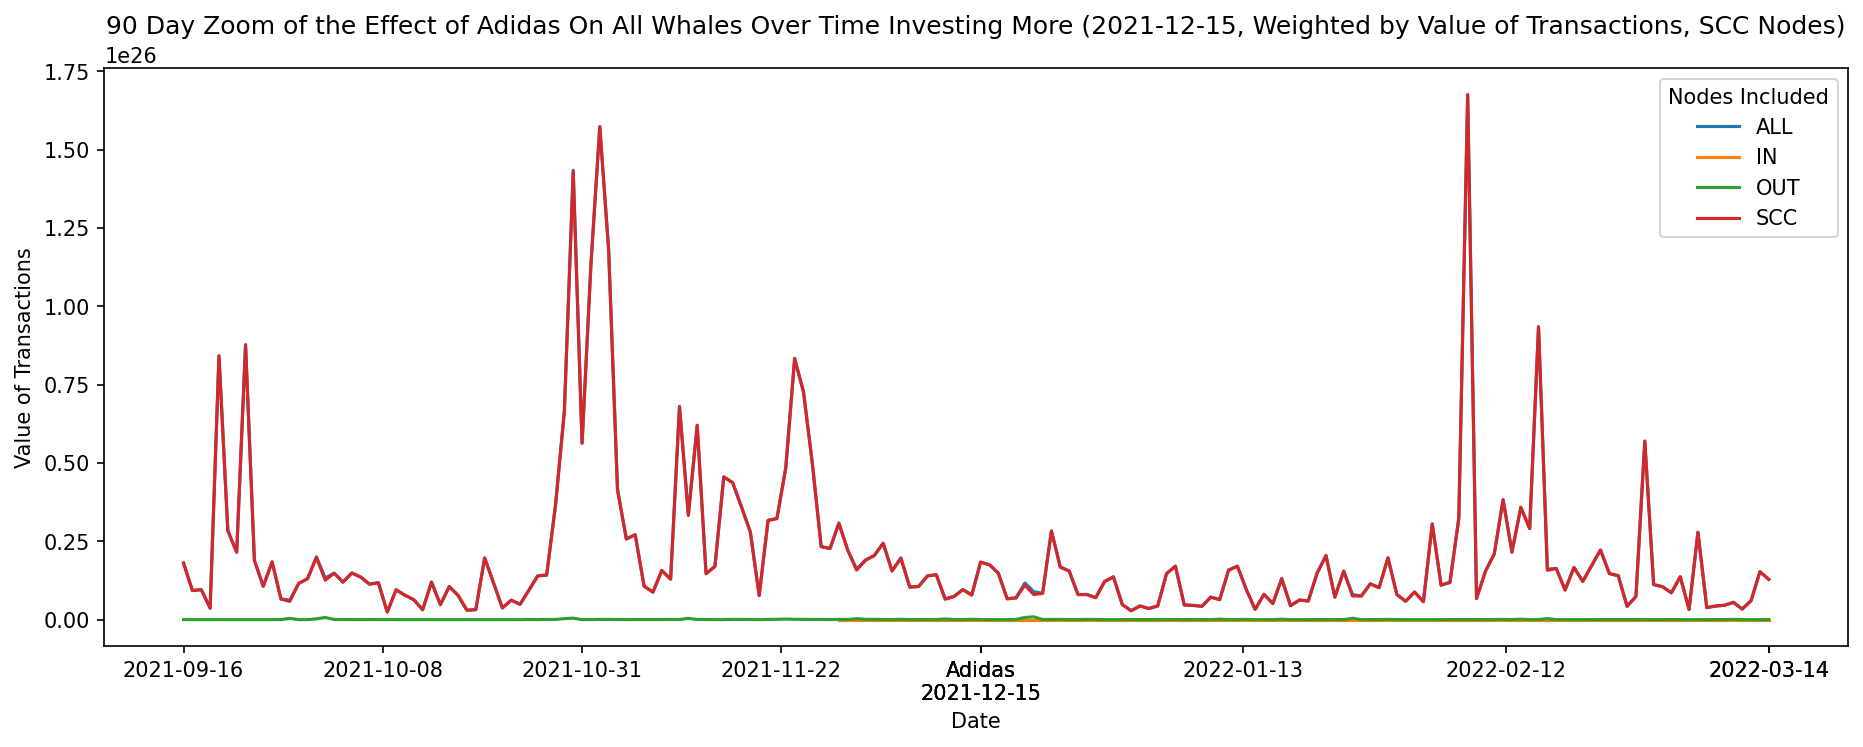 90 Day Zoom of the Effect of Adidas On All Whales Over Time Investing More (2021-12-15, Weighted by Value of Transactions, SCC Nodes)
1e26
1.75
1.50
1.25
1.00
0.75
0.50
0.25
0.00
Value of Transactions
Nodes Included
ALL
IN
OUT
SCC
2021-09-16
2021-10-08
2021-10-31
2021-11-22
Adidas
2021-12-15
2022-01-13
2022-02-12
2022-03-14
Date